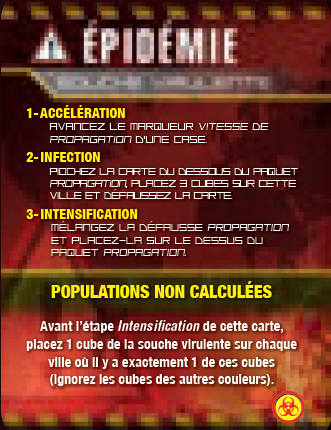 ÉPIDÉMIE
SOUCHE VIRULENTE
1- ACCÉLÉRATION
AVANCEZ LE MARQUEUR VITESSE DE
PROPAGATION D'UNE CASE.
2- INFECTION
PIOCHEZ LA CARTE DU DESSOUS DU PAQUET
PROPAGATION, PLACEZ 3 CUBES SUR CETTE
VILLE ET DÉFAUSSEZ LA CARTE.
3- INTENSIFICATION
MÉLANGEZ LA DÉFAUSSE PROPAGATION
ET PLACEZ-LA SUR LE DESSUS DU
PAQUET PROPAGATION.
POPULATIONS NON CALCULÉES
Avant l'étape Intensification de cette carte,
placez 1 cube de la souche virulente sur chaque
ville où il y a exactement 1 de ces cubes
(ignorez les cubes des autres couleurs).